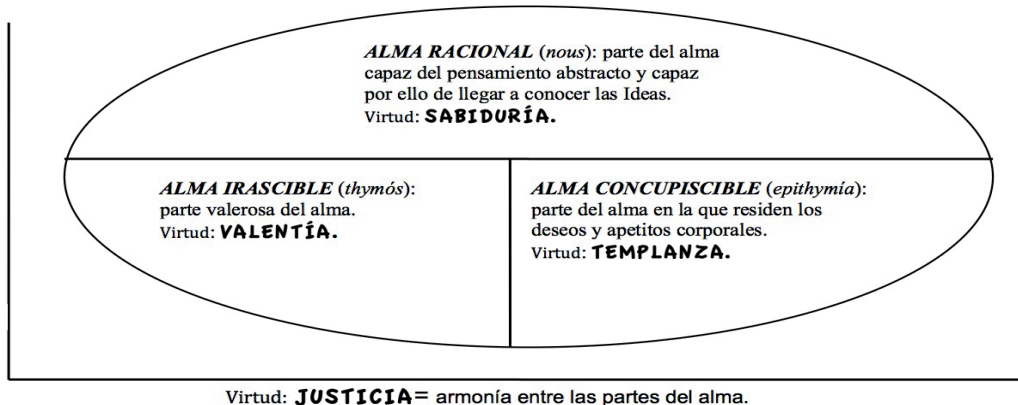 ALMA RACIONAL (nous): parte del alma
capaz del pensamiento abstracto y capaz
por ello de llegar a conocer las Ideas.
Virtud: SABIDURÍA.
ALMA IRASCIBLE (thymós):
parte valerosa del alma.
Virtud: VALENTÍA.
ALMA CONCUPISCIBLE (epithymía):
parte del alma en la que residen los
deseos y apetitos corporales.
Virtud: TEMPLANZA.
Virtud: JUSTICIA= armonía entre las partes del alma.